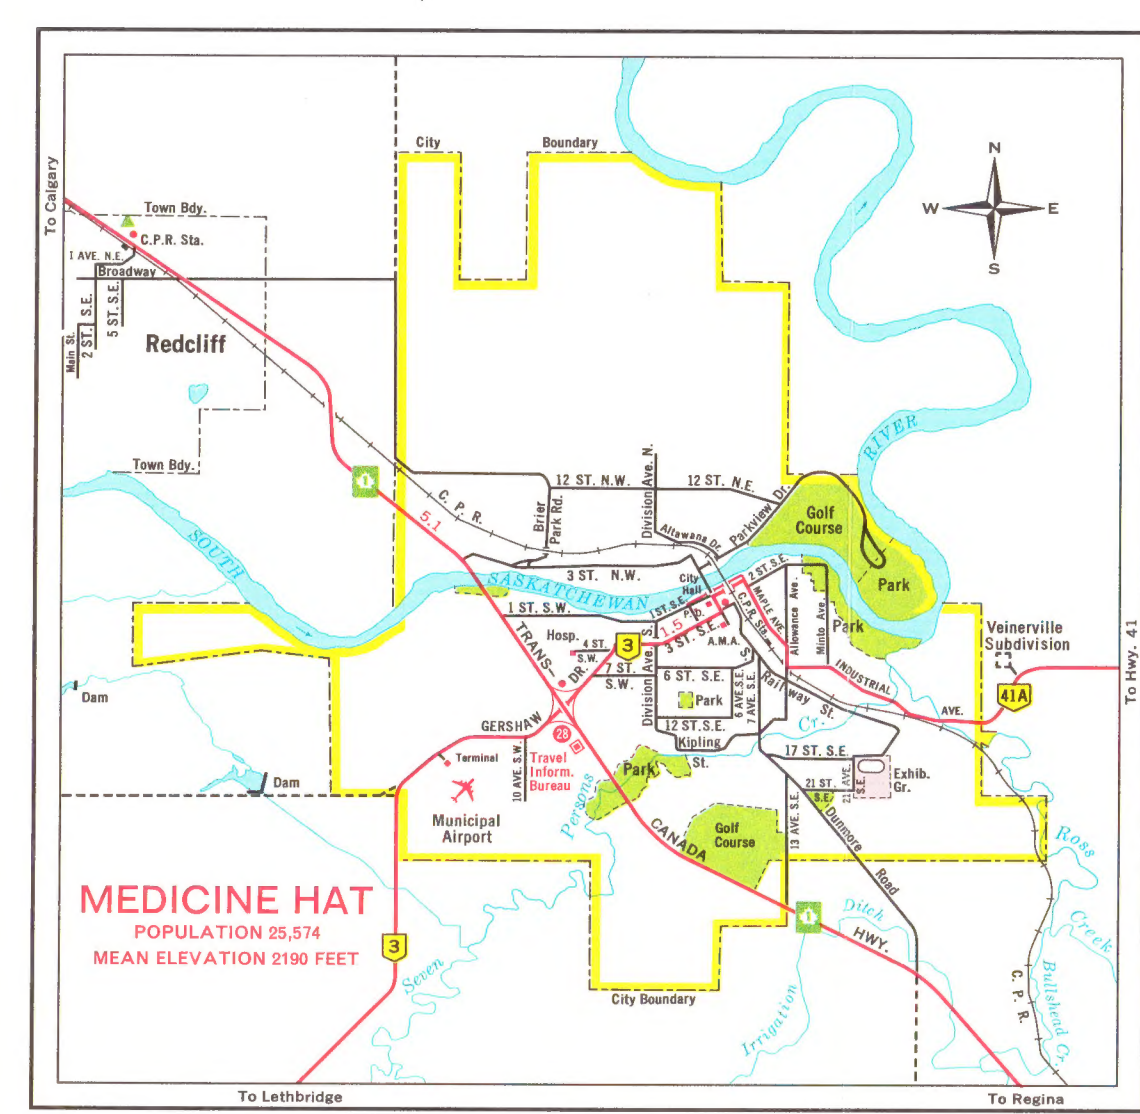 City Boundary
N
W E
S
To Calgary
Town Bdy.
C.P.R. Sta.
1 AVE. N.E.
Broadway
Main St.
2 ST. S.E.
5 ST. S.E.
Redcliff
Town Bdy.
1
5.1
C. P. R.
12 ST. N.W.
12 ST. N.E.
Brier
Park Rd.
Division Ave. N.
Altawana Dr.
Parkview Dr.
Golf
Course
Park
RIVER
SOUTH
SASKATCHEWAN
3 ST. N.W.
City
Hall
2 ST. S.E.
1 ST. S.W.
1 ST. S.E.
P.O.
C.P.R. Sta.
MAPLE AVE.
Allowance Ave.
Minto Ave.
Park
Hosp.
4 ST.
S.W.
3
1.5
3 ST. S.E.
A.M.A.
TRANS—
DR.
7 ST.
S.W.
Division Ave. S.
6 ST. S.E.
Park
6 AVE. S.E.
7 AVE. S.E.
S.
Railway St.
INDUSTRIAL
AVE.
41A
Veinerville
Subdivision
To Hwy. 41
GERSHAW
28
Travel
Inform.
Bureau
12 ST. S.E.
Kipling
St.
Cr.
17 ST. S.E.
21 ST.
S.E.
21 AVE.
S.E.
Exhib.
Gr.
Dam
Dam
Terminal
10 AVE. S.W.
Municipal
Airport
Persons
Park
13 AVE. S.E.
Dunmore
Road
Golf
Course
CANADA
1
HWY.
Ditch
Irrigation
Ross
Creek
Bullshead Cr.
C. P. R.
MEDICINE HAT
POPULATION 25,574
MEAN ELEVATION 2190 FEET
3
Seven
City Boundary
To Lethbridge
To Regina